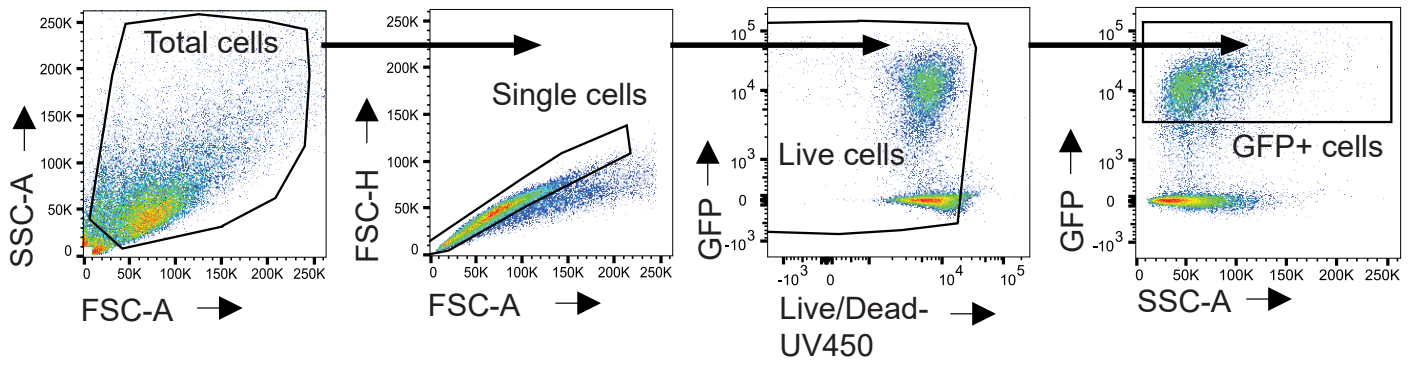 250K
200K
150K
100K
50K
0
SSC-A
Total cells
0 50K 100K 150K 200K 250K
FSC-A
250K
200K
150K
100K
50K
0
FSC-H
Single cells
0 50K 100K 150K 200K 250K
FSC-A
10^5
10^4
10^3
0
-10^3
GFP
Live cells
-10^3 0 10^4 10^5
Live/Dead-
UV450
10^5
10^4
10^3
0
-10^3
GFP
GFP+ cells
0 50K 100K 150K 200K 250K
SSC-A